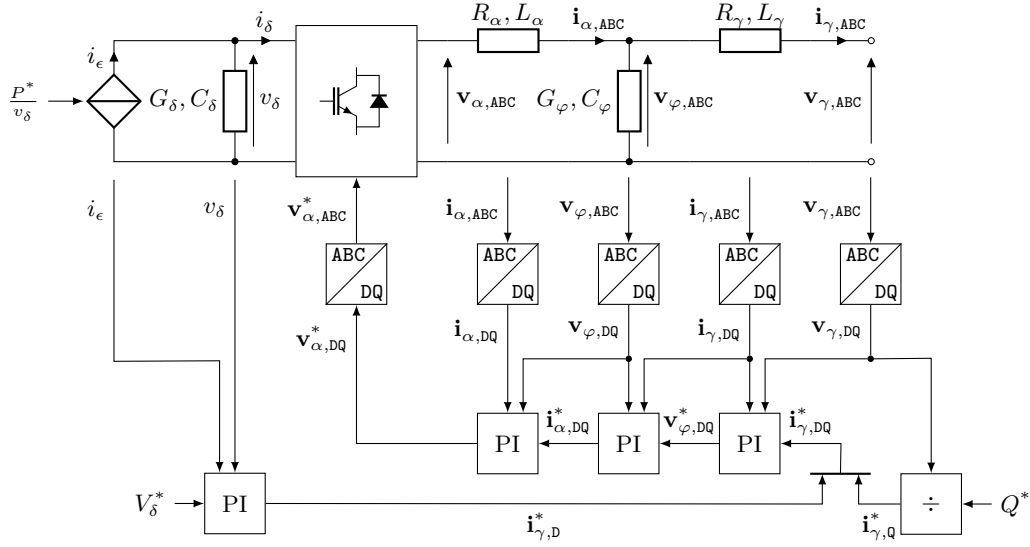 R_α, L_α i_α,ABC R_γ, L_γ i_γ,ABC
i_ϵ i_δ
P*/v_δ G_δ, C_δ v_δ v_α,ABC G_φ, C_φ v_φ,ABC v_γ,ABC
i_ϵ v_δ v*_α,ABC i_α,ABC v_φ,ABC i_γ,ABC v_γ,ABC
ABC ABC ABC ABC ABC
DQ DQ DQ DQ DQ
v*_α,DQ i_α,DQ v_φ,DQ i_γ,DQ v_γ,DQ
i*_α,DQ v*_φ,DQ i*_γ,DQ
PI PI PI
V_δ* PI ÷ Q*
i*_γ,D i*_γ,Q